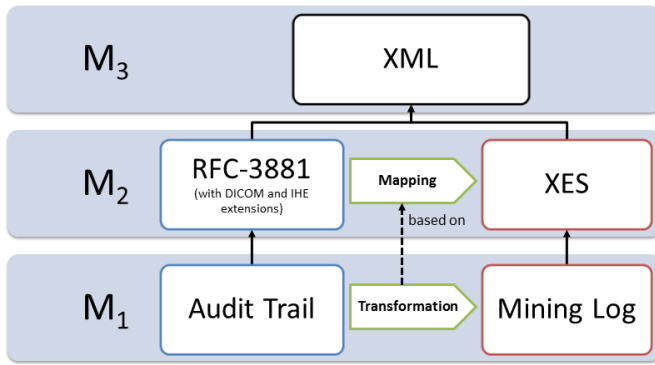 M3
XML
M2
RFC-3881
(with DICOM and IHE
extensions)
Mapping
XES
based on
M1
Audit Trail
Transformation
Mining Log